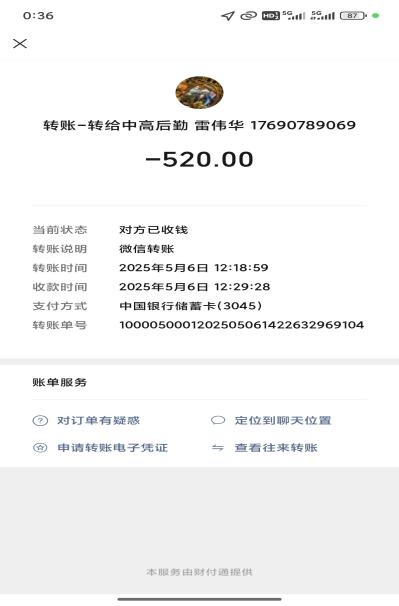 0:36
HD 5G 5G 87
转账-转给中高后勤 雷伟华 17690789069
-520.00
当前状态 对方已收钱
转账说明 微信转账
转账时间 2025年5月6日 12:18:59
收款时间 2025年5月6日 12:29:28
支付方式 中国银行储蓄卡(3045)
转账单号 1000050001202505061422632969104
账单服务
对订单有疑惑 定位到聊天位置
申请转账电子凭证 查看往来转账
本服务由财付通提供